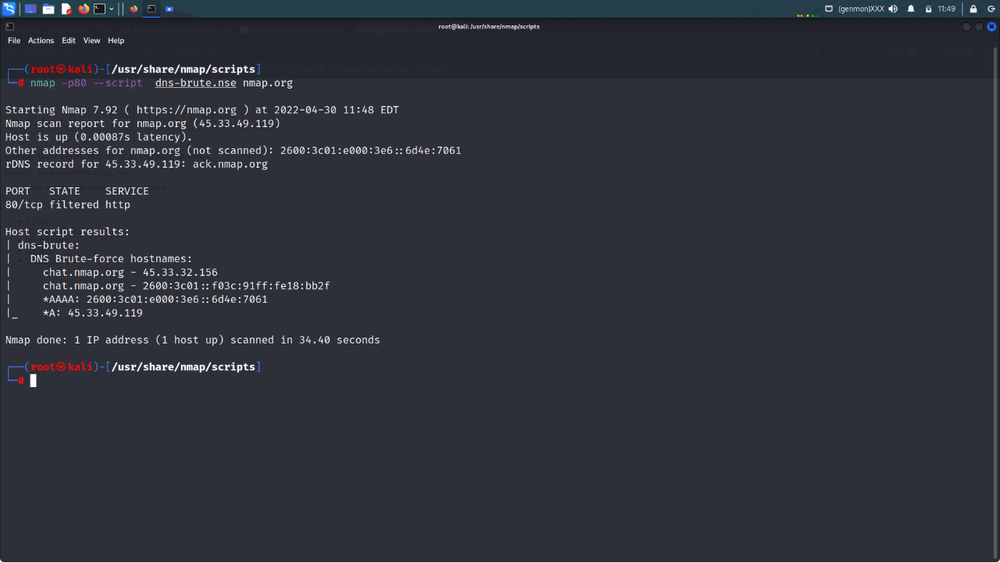 (genmon)XXX 11:49
root@kali: /usr/share/nmap/scripts
File Actions Edit View Help
┌──(root㉿kali)-[/usr/share/nmap/scripts]
└─# nmap -p80 --script  dns-brute.nse nmap.org
Starting Nmap 7.92 ( https://nmap.org ) at 2022-04-30 11:48 EDT
Nmap scan report for nmap.org (45.33.49.119)
Host is up (0.00087s latency).
Other addresses for nmap.org (not scanned): 2600:3c01:e000:3e6::6d4e:7061
rDNS record for 45.33.49.119: ack.nmap.org
PORT   STATE    SERVICE
80/tcp filtered http
Host script results:
| dns-brute:
|   DNS Brute-force hostnames:
|     chat.nmap.org - 45.33.32.156
|     chat.nmap.org - 2600:3c01::f03c:91ff:fe18:bb2f
|     *AAAA: 2600:3c01:e000:3e6::6d4e:7061
|_    *A: 45.33.49.119
Nmap done: 1 IP address (1 host up) scanned in 34.40 seconds
┌──(root㉿kali)-[/usr/share/nmap/scripts]
└─#